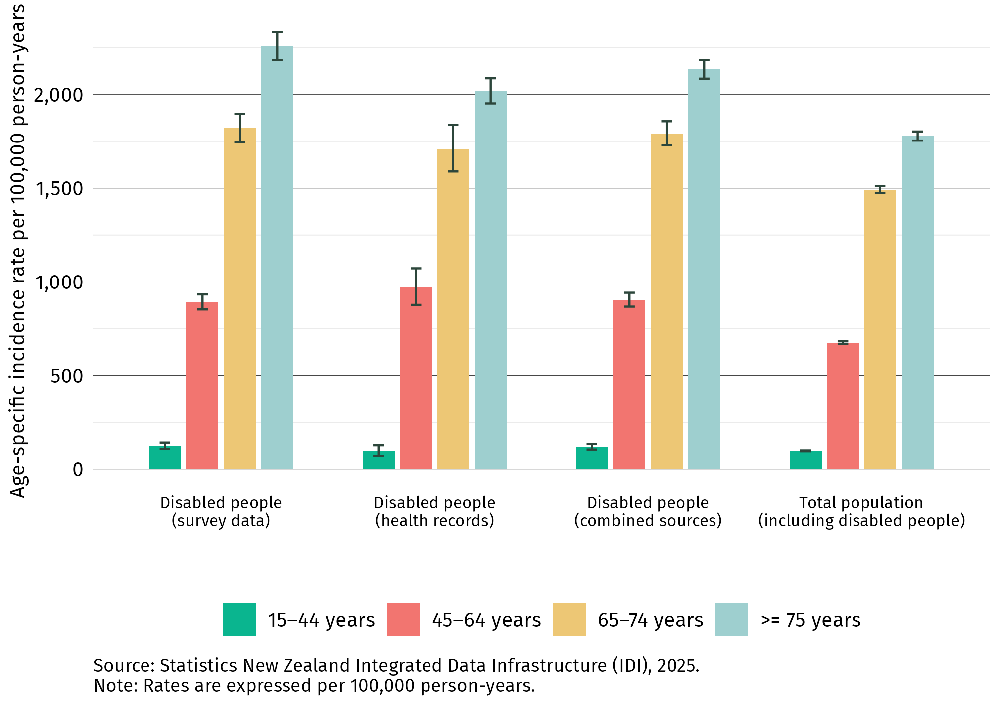 Age-specific incidence rate per 100,000 person-years
2,000
1,500
1,000
500
0
Disabled people
(survey data)
Disabled people
(health records)
Disabled people
(combined sources)
Total population
(including disabled people)
15–44 years
45–64 years
65–74 years
>= 75 years
Source: Statistics New Zealand Integrated Data Infrastructure (IDI), 2025.
Note: Rates are expressed per 100,000 person-years.